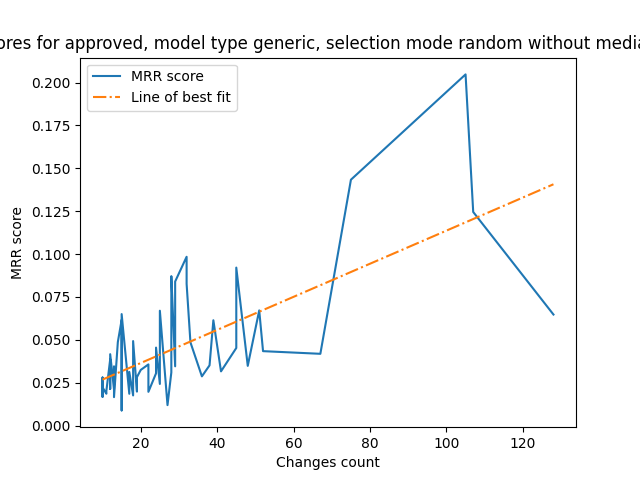 ores for approved, model type generic, selection mode random without media
MRR score
Line of best fit
MRR score
0.200
0.175
0.150
0.125
0.100
0.075
0.050
0.025
0.000
20 40 60 80 100 120
Changes count